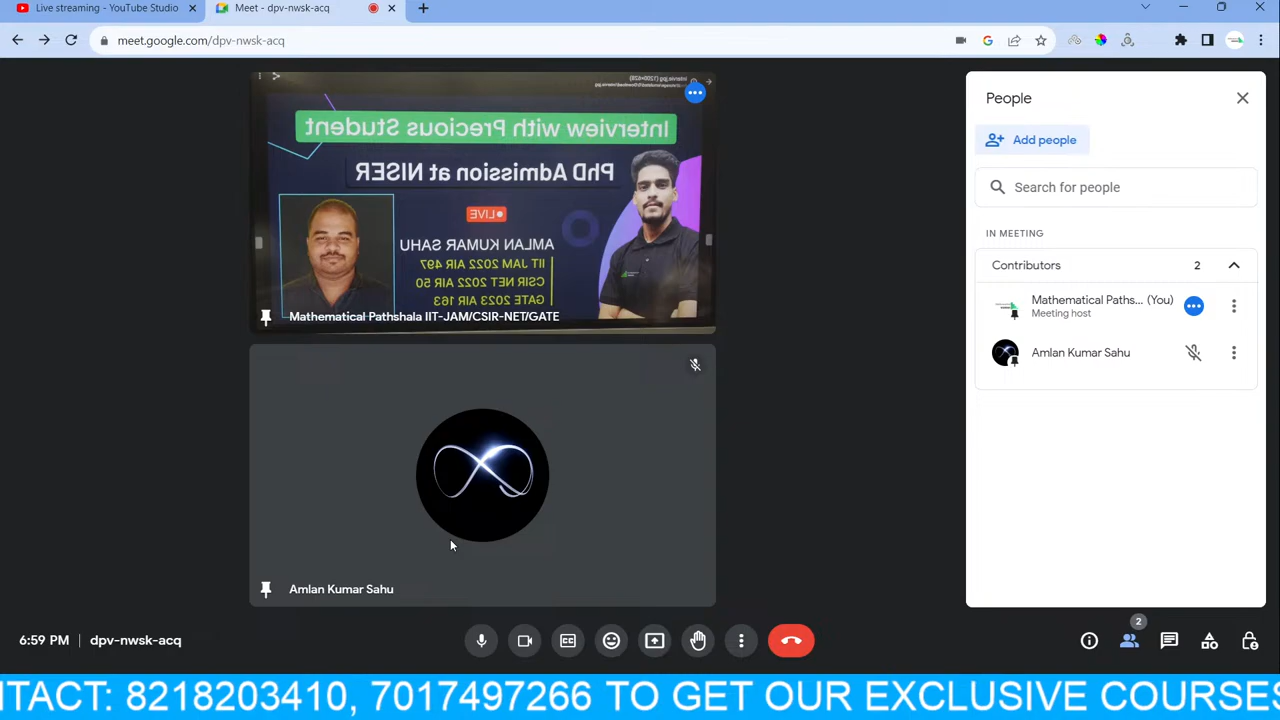 Live streaming - YouTube Studio
Meet - dpv-nwsk-acq
meet.google.com/dpv-nwsk-acq
Interview with Precious Student
PhD Admission at NISER
LIVE
AMLAN KUMAR SAHU
IIT JAM 2022 AIR 497
CSIR NET 2022 AIR 50
GATE 2023 AIR 163
Mathematical Pathshala IIT-JAM/CSIR-NET/GATE
Amlan Kumar Sahu
People
Add people
Search for people
IN MEETING
Contributors 2
Mathematical Paths... (You)
Meeting host
Amlan Kumar Sahu
6:59 PM | dpv-nwsk-acq
2
NTACT: 8218203410, 7017497266 TO GET OUR EXCLUSIVE COURSES